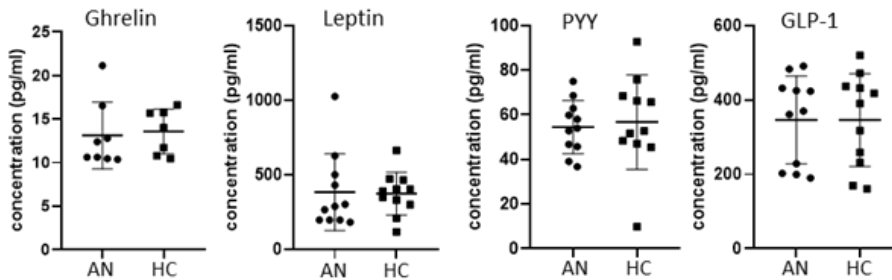 Ghrelin
concentration (pg/ml)
25
20
15
10
5
0
AN HC
Leptin
concentration (pg/ml)
1500
1000
500
0
AN HC
PYY
concentration (pg/ml)
100
80
60
40
20
0
AN HC
GLP-1
concentration (pg/ml)
600
400
200
0
AN HC